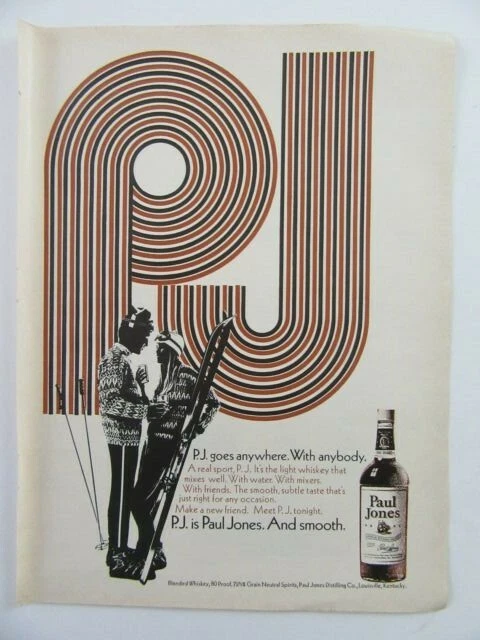 PJ
P.J. goes anywhere. With anybody.
A real sport, P.J. It's the light whiskey that
mixes well. With water. With mixers.
With friends. The smooth, subtle taste that's
just right for any occasion.
Make a new friend. Meet P.J. tonight.
P.J. is Paul Jones. And smooth.
Paul
Jones
Blended Whiskey, 80 Proof, 72½% Grain Neutral Spirits, Paul Jones Distilling Co., Louisville, Kentucky.